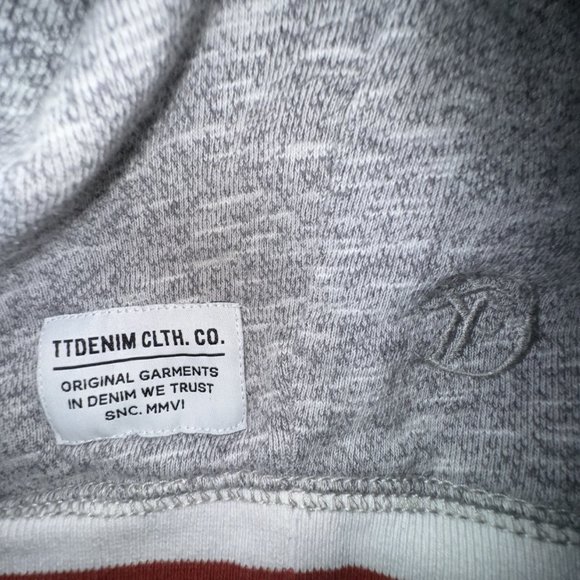 TTDENIM CLTH. CO.
ORIGINAL GARMENTS
IN DENIM WE TRUST
SNC. MMVI